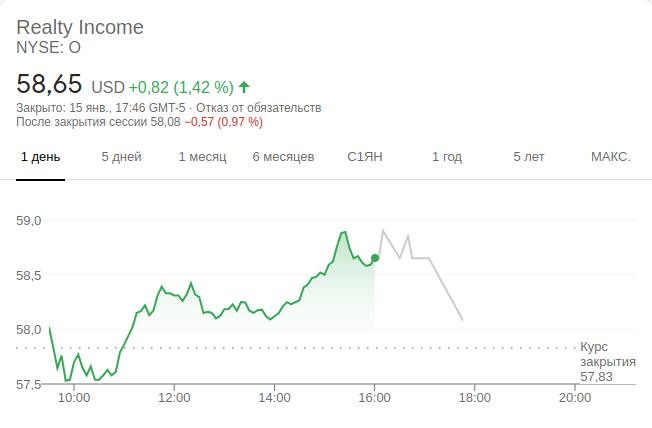 Realty Income
NYSE: O
58,65 USD +0,82 (1,42 %)
Закрыто: 15 янв., 17:46 GMT-5 · Отказ от обязательств
После закрытия сессии 58,08 −0,57 (0,97 %)
1 день 5 дней 1 месяц 6 месяцев С1ЯН 1 год 5 лет МАКС.
59,0
58,5
58,0
Курс
закрытия
57,83
57,5
10:00 12:00 14:00 16:00 18:00 20:00